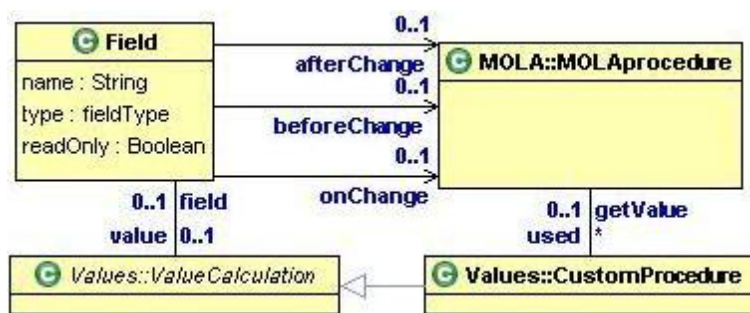 Field
name : String
type : fieldType
readOnly : Boolean
0..1
afterChange
0..1
beforeChange
0..1
onChange
MOLA::MOLAprocedure
0..1 field
value 0..1
0..1 getValue
used *
Values::ValueCalculation
Values::CustomProcedure